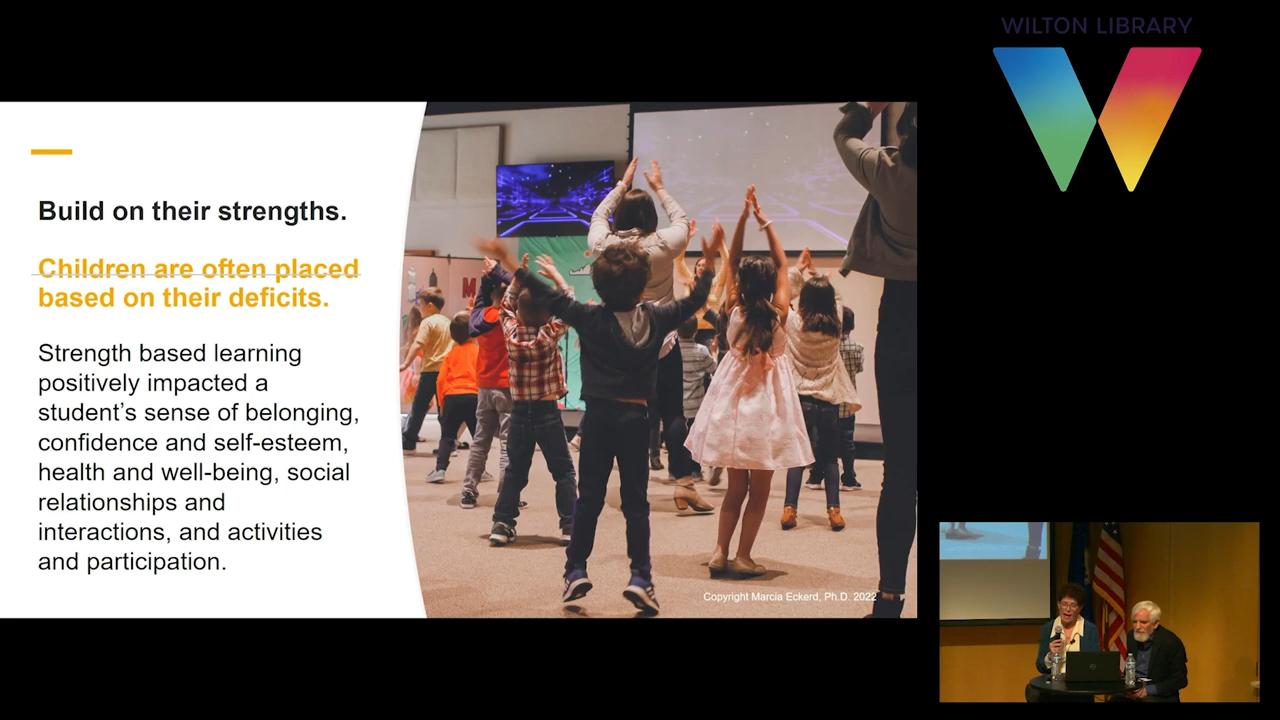 WILTON LIBRARY
Build on their strengths.
Children are often placed
based on their deficits.
Strength based learning
positively impacted a
student’s sense of belonging,
confidence and self-esteem,
health and well-being, social
relationships and
interactions, and activities
and participation.
Copyright Marcia Eckerd, Ph.D. 2022